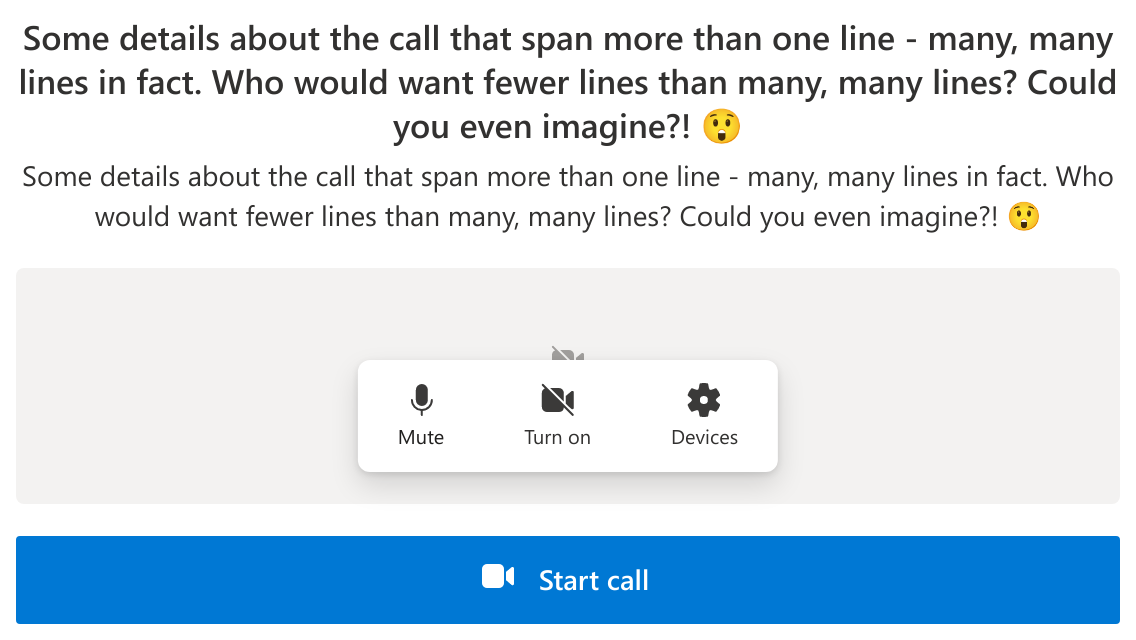 Some details about the call that span more than one line - many, many
lines in fact. Who would want fewer lines than many, many lines? Could
you even imagine?! 😲
Some details about the call that span more than one line - many, many lines in fact. Who
would want fewer lines than many, many lines? Could you even imagine?! 😲
Mute
Turn on
Devices
Start call